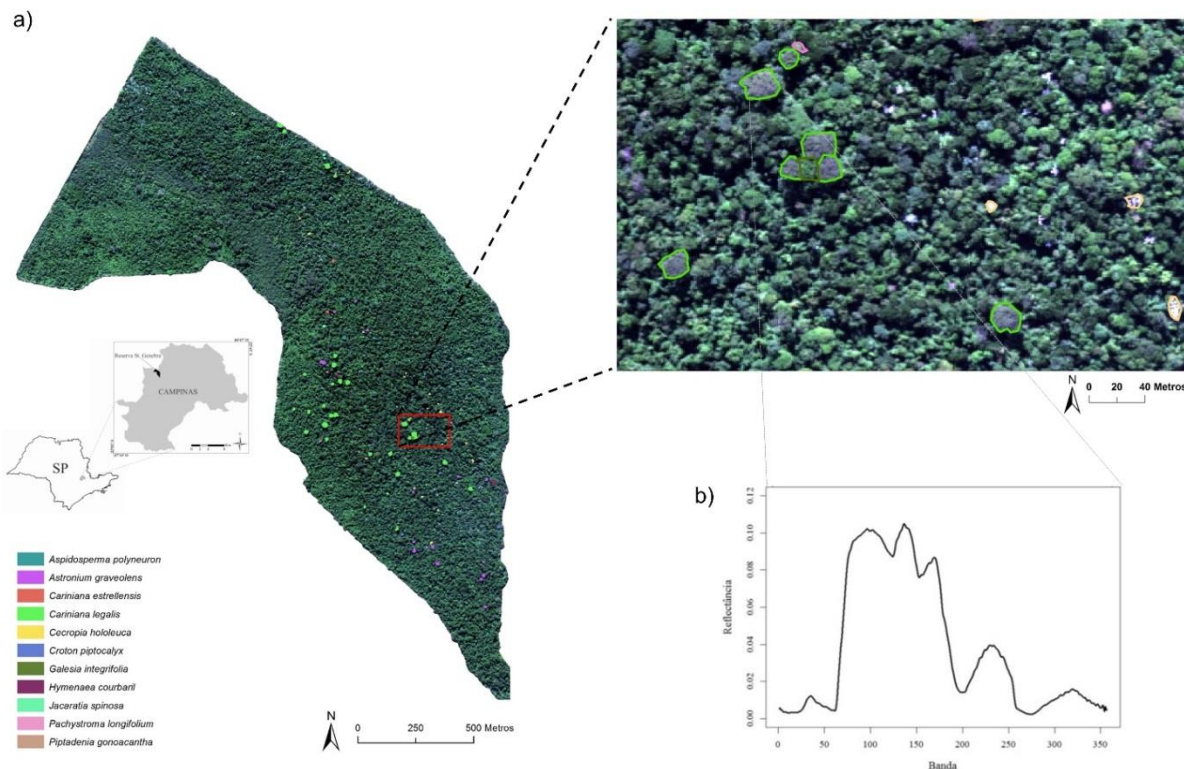 a)
Reserva St. Genebra
CAMPINAS
SP
Aspidosperma polyneuron
Astronium graveolens
Cariniana estrellensis
Cariniana legalis
Cecropia hololeuca
Croton piptocalyx
Galesia integrifolia
Hymenaea courbaril
Jacaratia spinosa
Pachystroma longifolium
Piptadenia gonoacantha
N
0 250 500 Metros
N
0 20 40 Metros
b)
0.12
0.10
0.08
0.06
0.04
0.02
0.00
Reflectância
0 50 100 150 200 250 300 350
Banda